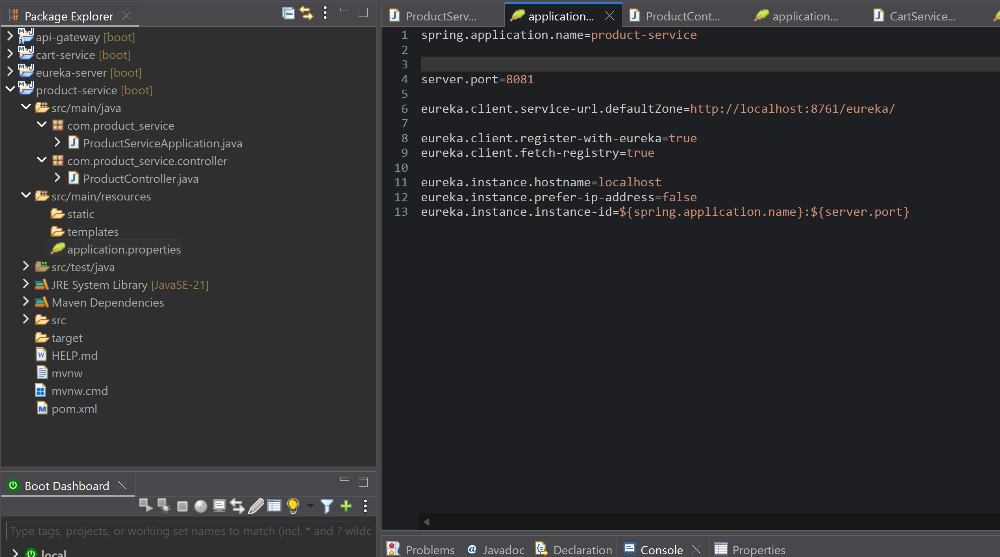 Package Explorer
api-gateway [boot]
cart-service [boot]
eureka-server [boot]
product-service [boot]
src/main/java
com.product_service
ProductServiceApplication.java
com.product_service.controller
ProductController.java
src/main/resources
static
templates
application.properties
src/test/java
JRE System Library [JavaSE-21]
Maven Dependencies
src
target
HELP.md
mvnw
mvnw.cmd
pom.xml
Boot Dashboard
Type tags, projects, or working set names to match (incl. * and ? wildc
local
ProductServ... application... ProductCont... application... CartService...
1 spring.application.name=product-service
2
3
4 server.port=8081
5
6 eureka.client.service-url.defaultZone=http://localhost:8761/eureka/
7
8 eureka.client.register-with-eureka=true
9 eureka.client.fetch-registry=true
10
11 eureka.instance.hostname=localhost
12 eureka.instance.prefer-ip-address=false
13 eureka.instance.instance-id=${spring.application.name}:${server.port}
Problems @ Javadoc Declaration Console Properties